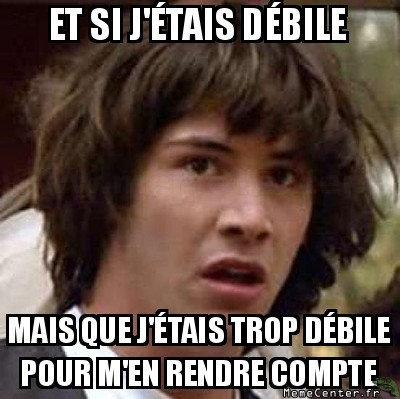 ET SI J'ÉTAIS DÉBILE
MAIS QUE J'ÉTAIS TROP DÉBILE
POUR M'EN RENDRE COMPTE
MemeCenter.fr